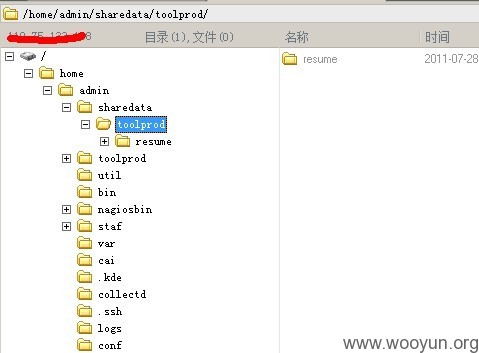 /home/admin/sharedata/toolprod/
目录(1),文件(0)
名称
时间
/
home
admin
sharedata
toolprod
resume
toolprod
util
bin
nagiosbin
staf
var
cai
.kde
collectd
.ssh
logs
conf
resume
2011-07-28
www.wooyun.org